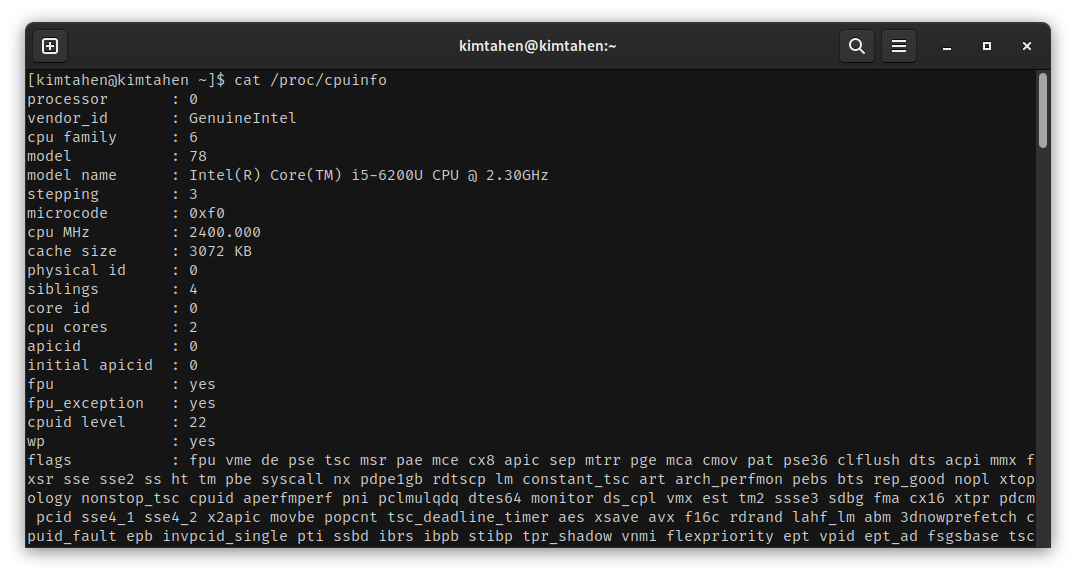 kimtahen@kimtahen:~
[kimtahen@kimtahen ~]$ cat /proc/cpuinfo
processor : 0
vendor_id : GenuineIntel
cpu family : 6
model : 78
model name : Intel(R) Core(TM) i5-6200U CPU @ 2.30GHz
stepping : 3
microcode : 0xf0
cpu MHz : 2400.000
cache size : 3072 KB
physical id : 0
siblings : 4
core id : 0
cpu cores : 2
apicid : 0
initial apicid : 0
fpu : yes
fpu_exception : yes
cpuid level : 22
wp : yes
flags : fpu vme de pse tsc msr pae mce cx8 apic sep mtrr pge mca cmov pat pse36 clflush dts acpi mmx f
xsr sse sse2 ss ht tm pbe syscall nx pdpe1gb rdtscp lm constant_tsc art arch_perfmon pebs bts rep_good nopl xtop
ology nonstop_tsc cpuid aperfmperf pni pclmulqdq dtes64 monitor ds_cpl vmx est tm2 ssse3 sdbg fma cx16 xtpr pdcm
pcid sse4_1 sse4_2 x2apic movbe popcnt tsc_deadline_timer aes xsave avx f16c rdrand lahf_lm abm 3dnowprefetch c
puid_fault epb invpcid_single pti ssbd ibrs ibpb stibp tpr_shadow vnmi flexpriority ept vpid ept_ad fsgsbase tsc